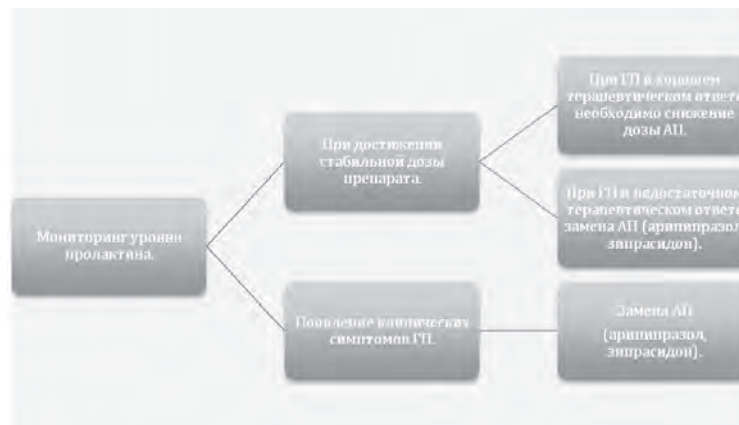 Мониторинг уровня
пролактина.
При достижении
стабильной дозы
препарата.
Появление клинических
симптомов ГП.
При ГП и хорошем
терапевтическом ответе
необходимо снижение
дозы АП.
При ГП и недостаточном
терапевтическом ответе
замена АП (арипипразол,
зипрасидон).
Замена АП
(арипипразол,
зипрасидон).